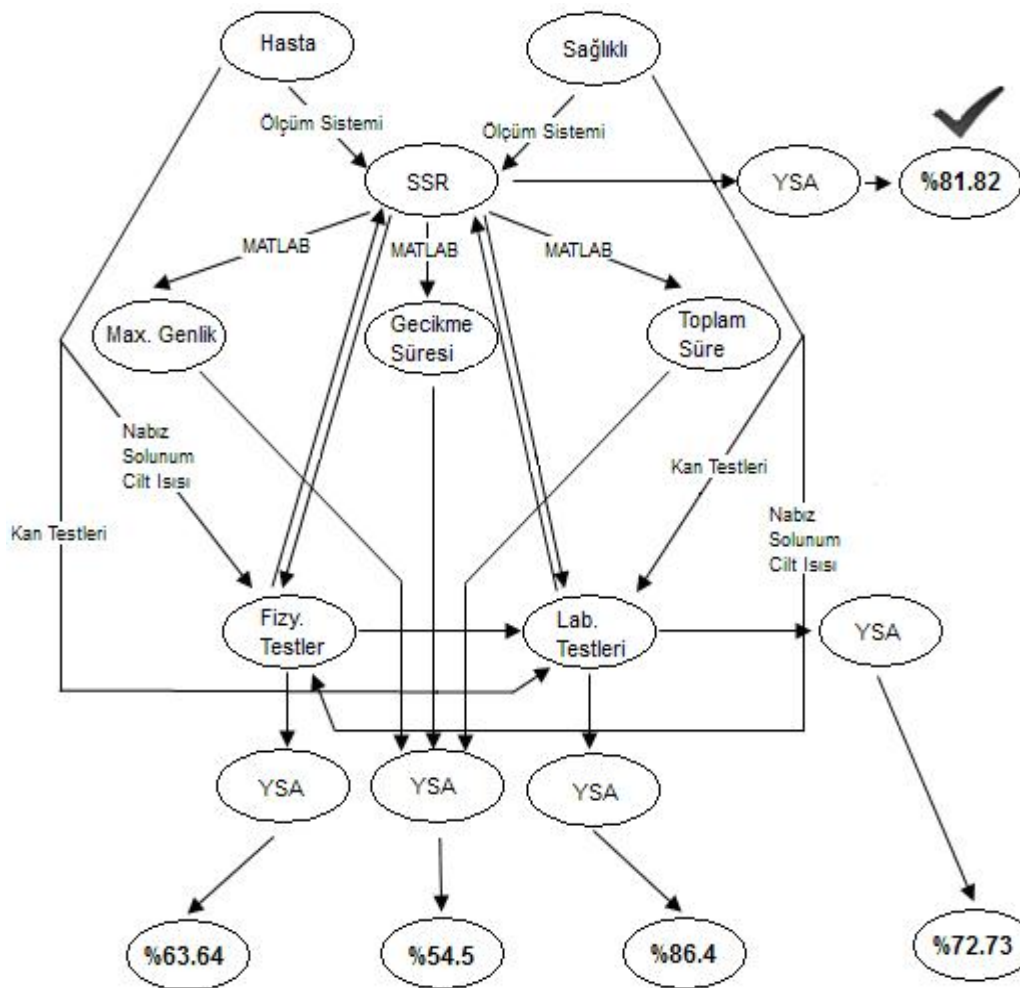 Hasta
Sağlıklı
Ölçüm Sistemi
Ölçüm Sistemi
SSR
YSA
%81.82
MATLAB
MATLAB
MATLAB
Max. Genlik
Gecikme
Süresi
Toplam
Süre
Nabız
Solunum
Cilt Isısı
Kan Testleri
Kan Testleri
Nabız
Solunum
Cilt Isısı
Fizy.
Testler
Lab.
Testleri
YSA
YSA
YSA
YSA
%63.64
%54.5
%86.4
%72.73